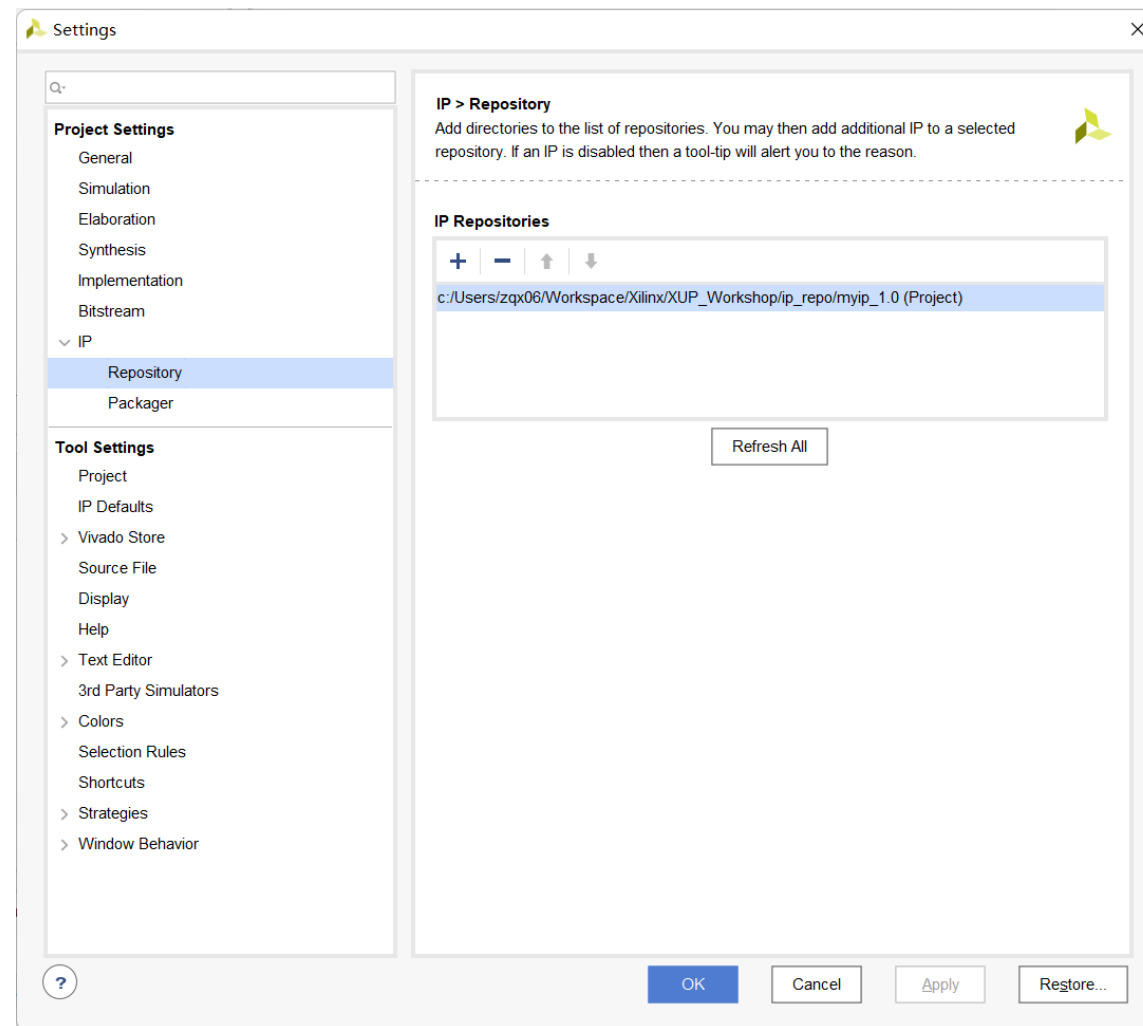 Settings
Project Settings
General
Simulation
Elaboration
Synthesis
Implementation
Bitstream
IP
Repository
Packager
Tool Settings
Project
IP Defaults
Vivado Store
Source File
Display
Help
Text Editor
3rd Party Simulators
Colors
Selection Rules
Shortcuts
Strategies
Window Behavior
IP > Repository
Add directories to the list of repositories. You may then add additional IP to a selected
repository. If an IP is disabled then a tool-tip will alert you to the reason.
IP Repositories
c:/Users/zqx06/Workspace/Xilinx/XUP_Workshop/ip_repo/myip_1.0 (Project)
Refresh All
?
OK
Cancel
Apply
Restore...